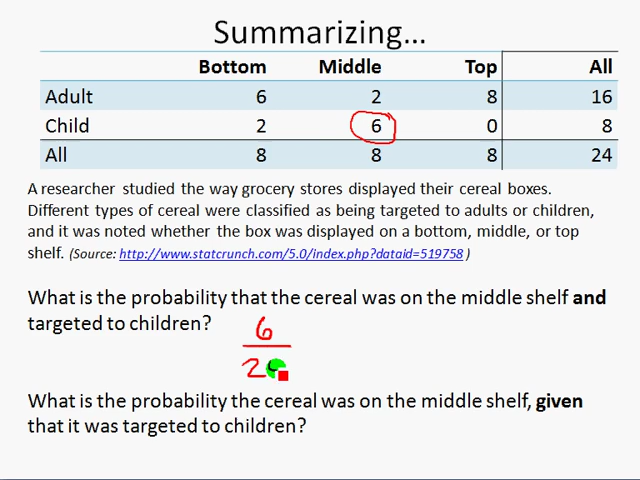 Summarizing...
Bottom Middle Top All
Adult 6 2 8 16
Child 2 6 0 8
All 8 8 8 24
A researcher studied the way grocery stores displayed their cereal boxes.
Different types of cereal were classified as being targeted to adults or children,
and it was noted whether the box was displayed on a bottom, middle, or top
shelf. (Source: http://www.statcrunch.com/5.0/index.php?dataid=519758 )
What is the probability that the cereal was on the middle shelf and
targeted to children?
6
2
What is the probability the cereal was on the middle shelf, given
that it was targeted to children?